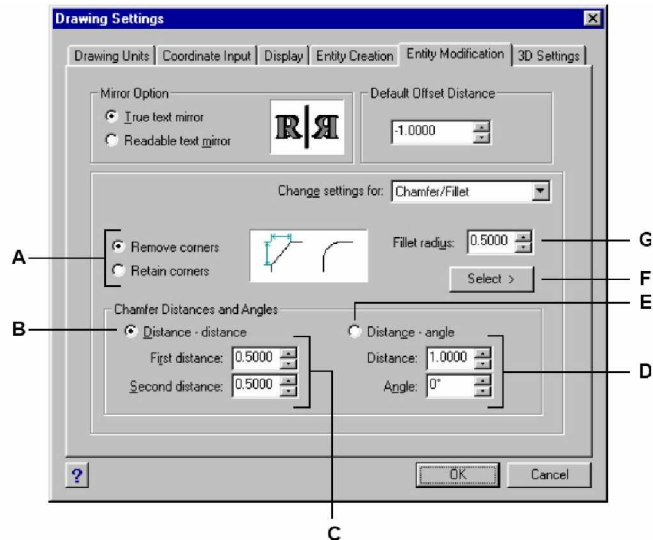 Drawing Settings
Drawing Units Coordinate Input Display Entity Creation Entity Modification 3D Settings
Mirror Option
True text mirror
Readable text mirror
R R
Default Offset Distance
-1.0000
Change settings for: Chamfer/Fillet
A
Remove corners
Retain corners
Fillet radius: 0.5000
G
Select >
F
E
Chamfer Distances and Angles
B
Distance - distance
First distance: 0.5000
Second distance: 0.5000
Distance - angle
Distance: 1.0000
Angle: 0°
D
?
OK
Cancel
C